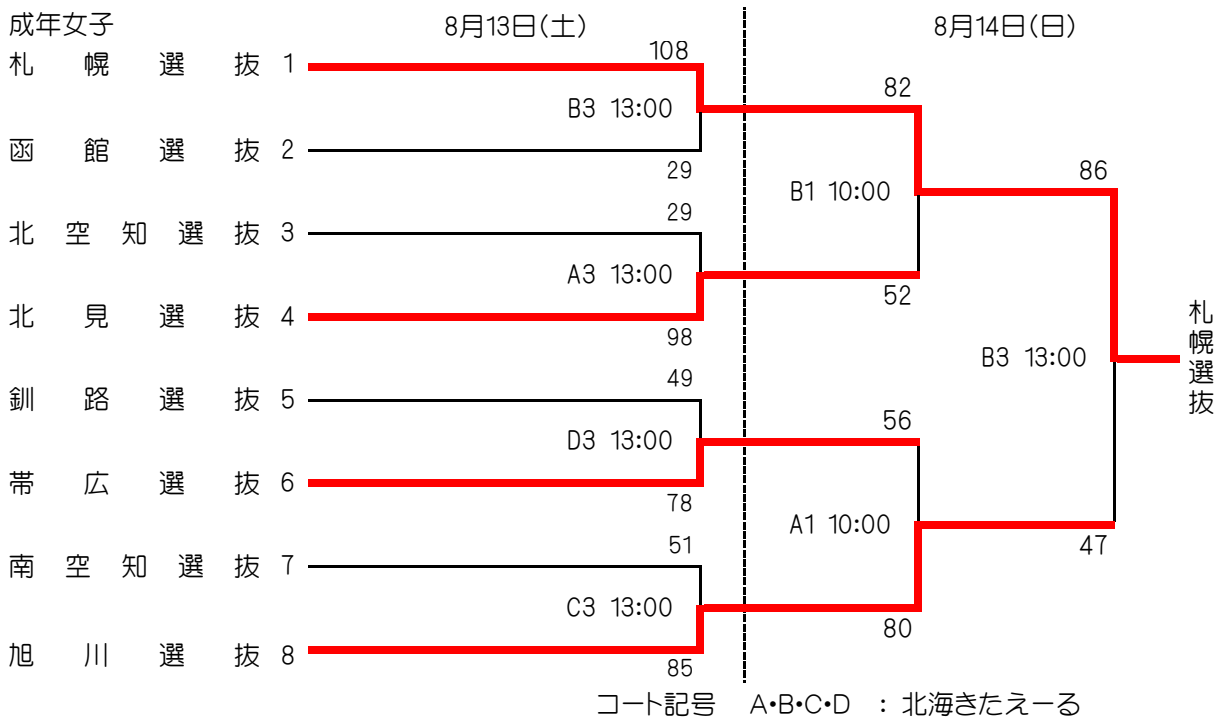 成年女子 8月13日(土) 8月14日(日)
札幌選抜 1 108
82
B3 13:00
函館選抜 2
29
86
B1 10:00
29
北空知選抜 3
A3 13:00
52
北見選抜 4
98
B3 13:00
札幌選抜
49
釧路選抜 5
56
D3 13:00
帯広選抜 6
78
A1 10:00
51
47
南空知選抜 7
C3 13:00
80
旭川選抜 8
85
コート記号 A・B・C・D : 北海きたえーる